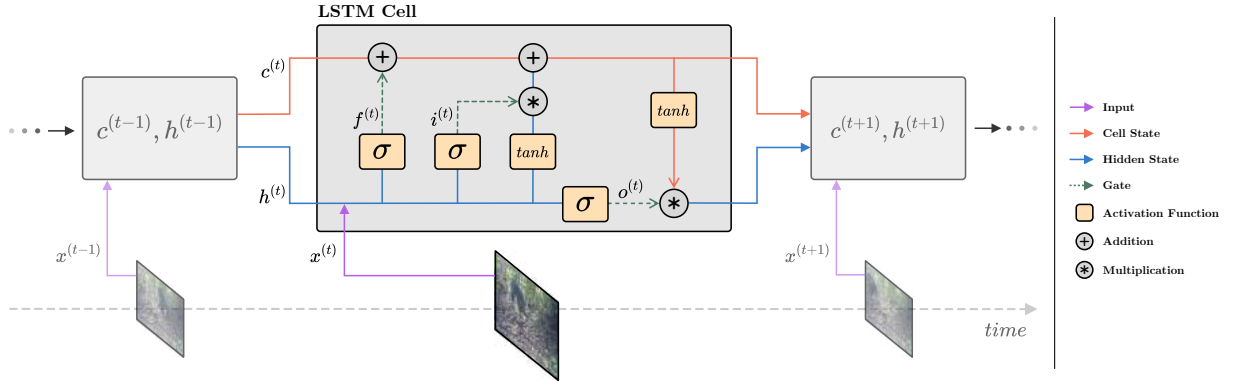 LSTM Cell
c^{(t)}
h^{(t)}
c^{(t-1)}, h^{(t-1)}
x^{(t-1)}
f^{(t)}
σ
i^{(t)}
σ
+
+
*
tanh
σ
o^{(t)}
tanh
*
x^{(t)}
c^{(t+1)}, h^{(t+1)}
x^{(t+1)}
time
Input
Cell State
Hidden State
Gate
Activation Function
+ Addition
* Multiplication